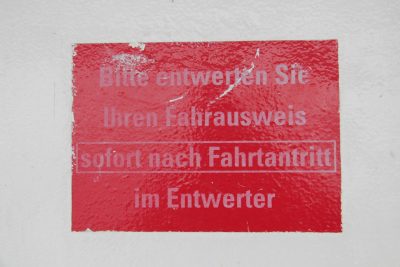 Bitte entwerten Sie
Ihren Fahrausweis
sofort nach Fahrtantritt
im Entwerter